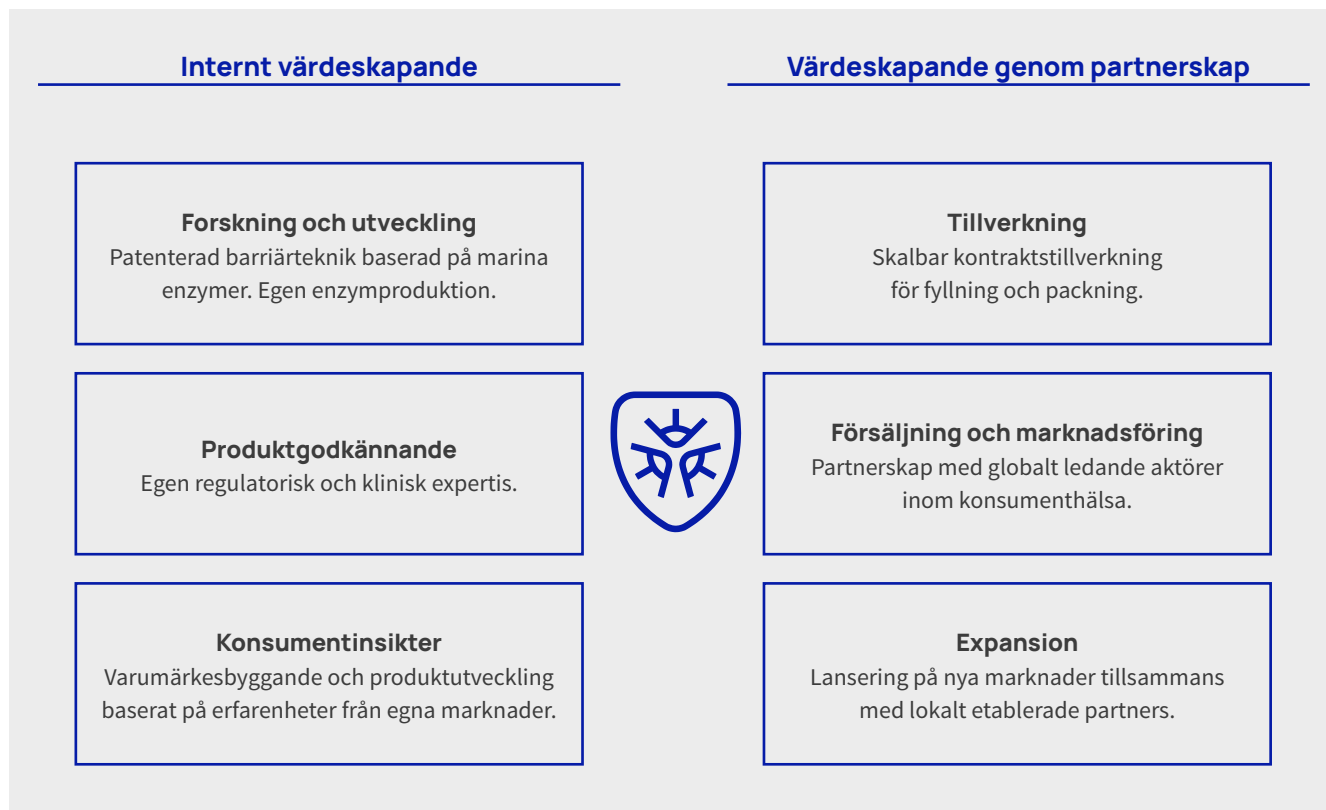 Internt värdeskapande
Forskning och utveckling
Patenterad barriärteknik baserad på marina
enzymer. Egen enzymproduktion.
Produktgodkännande
Egen regulatorisk och klinisk expertis.
Konsumentinsikter
Varumärkesbyggande och produktutveckling
baserat på erfarenheter från egna marknader.
Värdeskapande genom partnerskap
Tillverkning
Skalbar kontraktstillverkning
för fyllning och packning.
Försäljning och marknadsföring
Partnerskap med globalt ledande aktörer
inom konsumenthälsa.
Expansion
Lansering på nya marknader tillsammans
med lokalt etablerade partners.